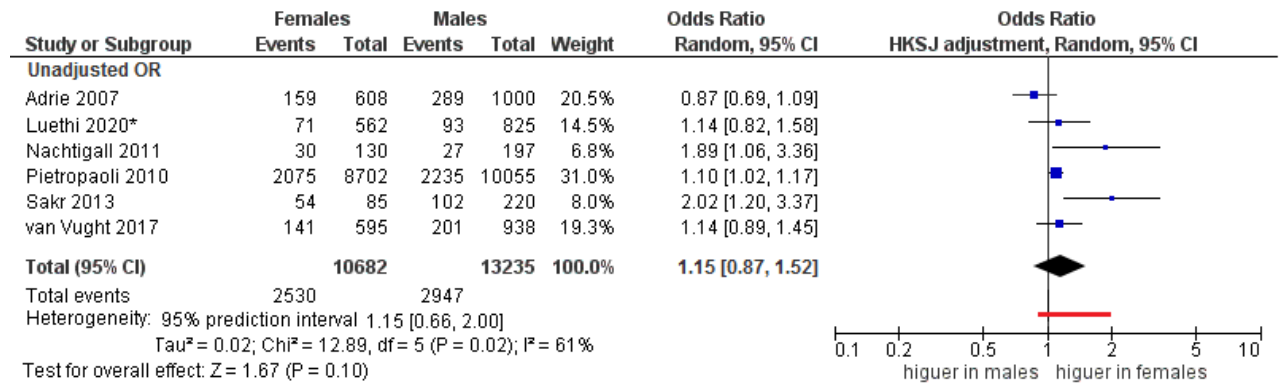 Females Males Odds Ratio Odds Ratio
Study or Subgroup Events Total Events Total Weight Random, 95% CI HKSJ adjustment, Random, 95% CI
Unadjusted OR
Adrie 2007 159 608 289 1000 20.5% 0.87 [0.69, 1.09]
Luethi 2020* 71 562 93 825 14.5% 1.14 [0.82, 1.58]
Nachtigall 2011 30 130 27 197 6.8% 1.89 [1.06, 3.36]
Pietropaoli 2010 2075 8702 2235 10055 31.0% 1.10 [1.02, 1.17]
Sakr 2013 54 85 102 220 8.0% 2.02 [1.20, 3.37]
van Vught 2017 141 595 201 938 19.3% 1.14 [0.89, 1.45]
Total (95% CI) 10682 13235 100.0% 1.15 [0.87, 1.52]
Total events 2530 2947
Heterogeneity: 95% prediction interval 1.15 [0.66, 2.00]
Tau² = 0.02; Chi² = 12.89, df = 5 (P = 0.02); I² = 61%
Test for overall effect: Z = 1.67 (P = 0.10)
0.1 0.2 0.5 1 2 5 10
higuer in males higuer in females